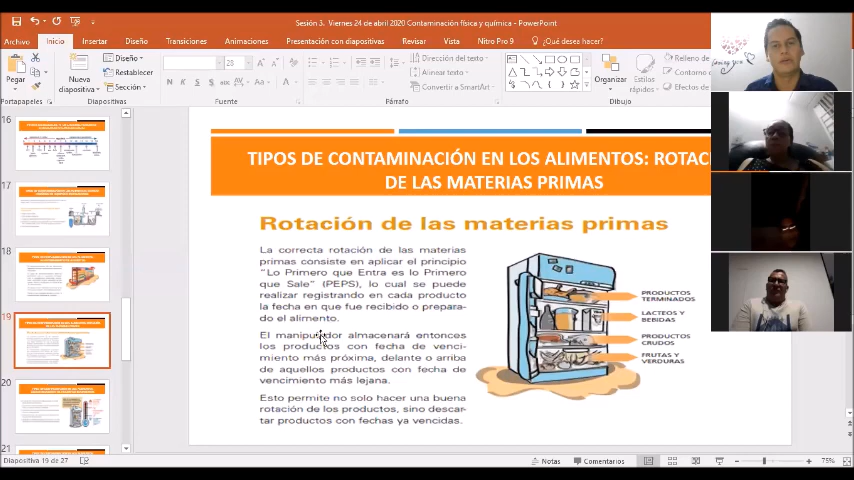 Sesión 3. Viernes 24 de abril 2020 Contaminación física y química - PowerPoint
Archivo Inicio Insertar Diseño Transiciones Animaciones Presentación con diapositivas Revisar Vista Nitro Pro 9 ¿Qué desea hacer?
Pegar
Nueva diapositiva
Diseño
Restablecer
Sección
28
N K S
Aa
Dirección del texto
Alinear texto
Convertir a SmartArt
Organizar
Estilos rápidos
Relleno de
Contorno
Efectos
Portapapeles Diapositivas Fuente Párrafo Dibujo
16
17
18
19
20
21
TIPOS DE CONTAMINACIÓN EN LOS ALIMENTOS: ROTAC
DE LAS MATERIAS PRIMAS
Rotación de las materias primas
La correcta rotación de las materias
primas consiste en aplicar el principio
"Lo Primero que Entra es lo Primero
que Sale" (PEPS), lo cual se puede
realizar registrando en cada producto
la fecha en que fue recibido o prepara-
do el alimento.
El manipulador almacenará entonces
los productos con fecha de venci-
miento más próxima, delante o arriba
de aquellos productos con fecha de
vencimiento más lejana.
Esto permite no solo hacer una buena
rotación de los productos, sino descar-
tar productos con fechas ya vencidas.
PRODUCTOS
TERMINADOS
LACTEOS Y
BEBIDAS
PRODUCTOS
CRUDOS
FRUTAS Y
VERDURAS
Diapositiva 19 de 27
Notas
Comentarios
75%